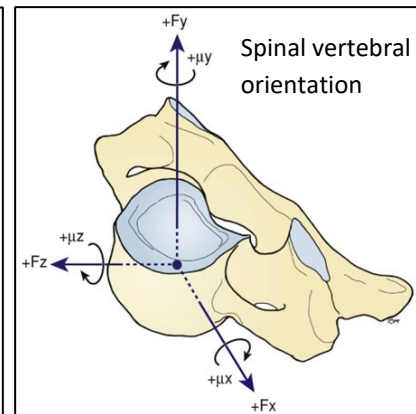 +Fy
Spinal vertebral
+μy
orientation
+μz
+Fz
+μx
+Fx